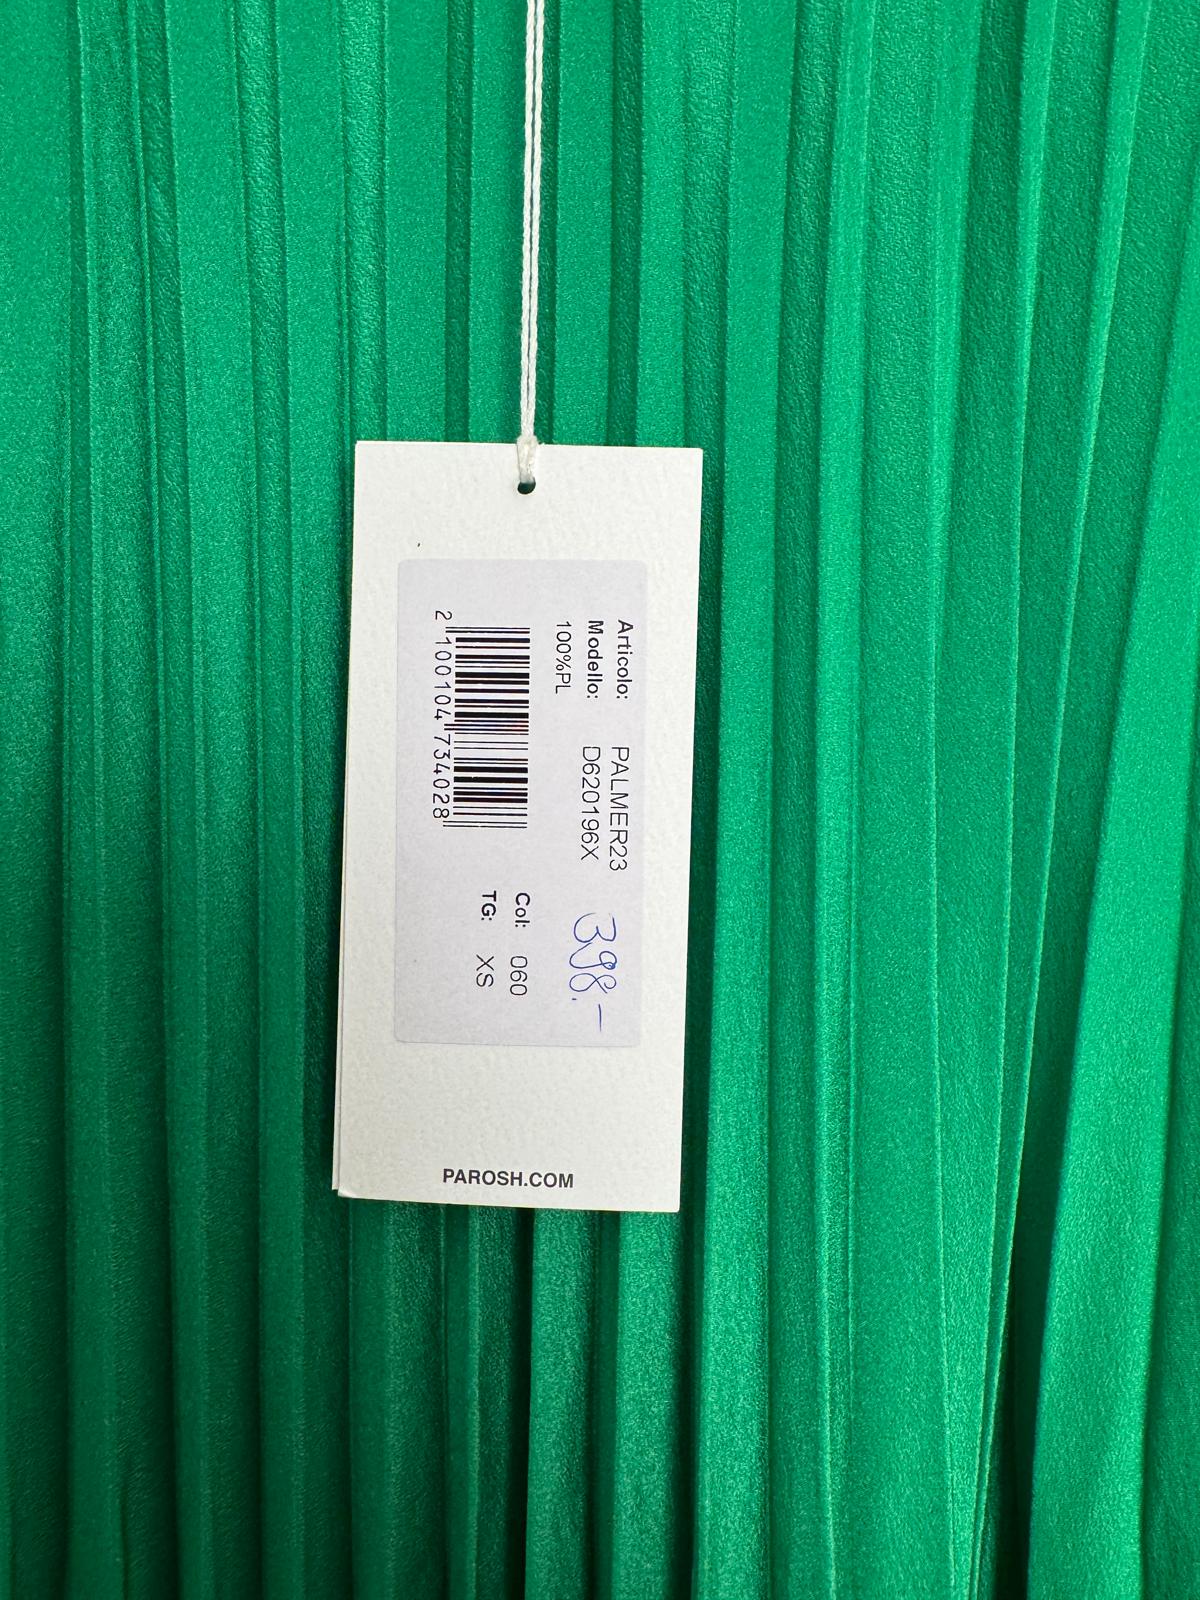 Articolo: PALMER23
Modello: D620196X
100%PL
398.-
2 100104 734028
Col: 060
TG: XS
PAROSH.COM